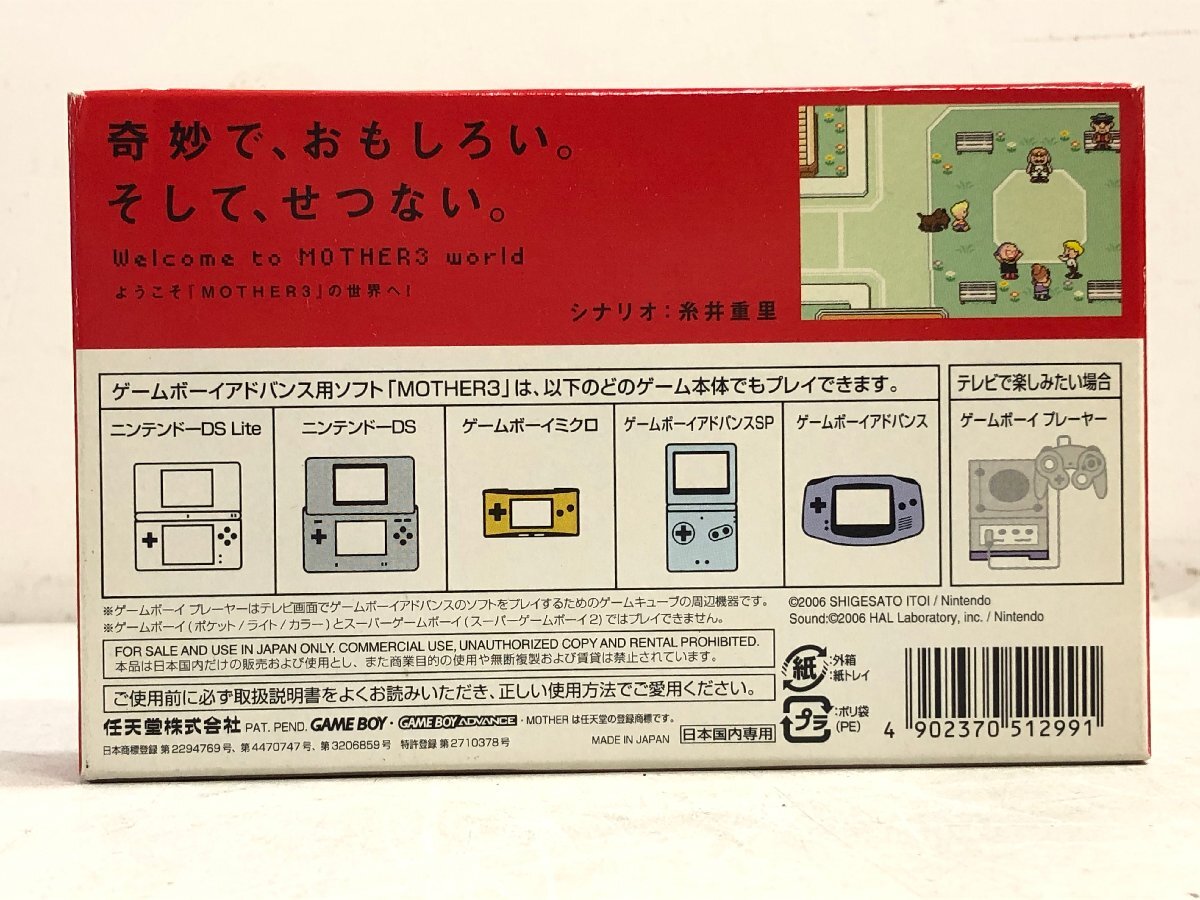 奇妙で、おもしろい。
そして、せつない。
Welcome to MOTHER3 world
ようこそ「MOTHER3」の世界へ!
シナリオ:糸井重里
ゲームボーイアドバンス用ソフト「MOTHER3」は、以下のどのゲーム本体でもプレイできます。
テレビで楽しみたい場合
ニンテンドーDS Lite
ニンテンドーDS
ゲームボーイミクロ
ゲームボーイアドバンスSP
ゲームボーイアドバンス
ゲームボーイ プレーヤー
※ゲームボーイ プレーヤーはテレビ画面でゲームボーイアドバンスのソフトをプレイするためのゲームキューブの周辺機器です。
※ゲームボーイ(ポケット/ライト/カラー)とスーパーゲームボーイ(スーパーゲームボーイ2)ではプレイできません。
©2006 SHIGESATO ITOI / Nintendo
Sound:©2006 HAL Laboratory, inc. / Nintendo
FOR SALE AND USE IN JAPAN ONLY. COMMERCIAL USE, UNAUTHORIZED COPY AND RENTAL PROHIBITED.
本品は日本国内だけの販売および使用とし、また商業目的の使用や無断複製および賃貸は禁止されています。
ご使用前に必ず取扱説明書をよくお読みいただき、正しい使用方法でご愛用ください。
任天堂株式会社 PAT. PEND. GAME BOY・GAME BOY ADVANCE・MOTHER は任天堂の登録商標です。
日本商標登録 第2294769号、第4470747号、第3206859号 特許登録 第2710378号
MADE IN JAPAN
日本国内専用
紙
:外箱
紙トレイ
プラ
:ポリ袋
(PE)
4 902370 512991